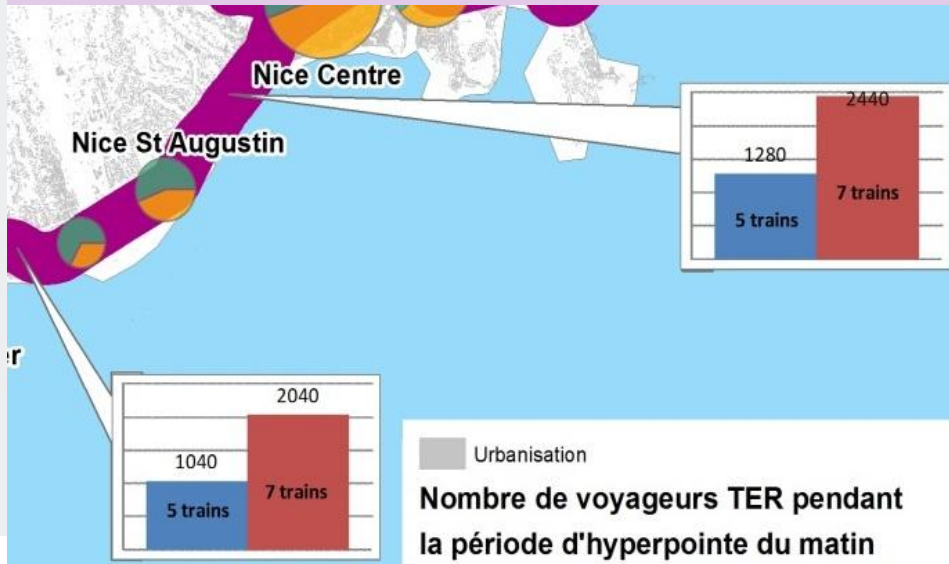 Nice Centre
2440
Nice St Augustin
1280
7 trains
5 trains
er
2040
1040
7 trains
5 trains
Urbanisation
Nombre de voyageurs TER pendant
la période d'hyperpointe du matin